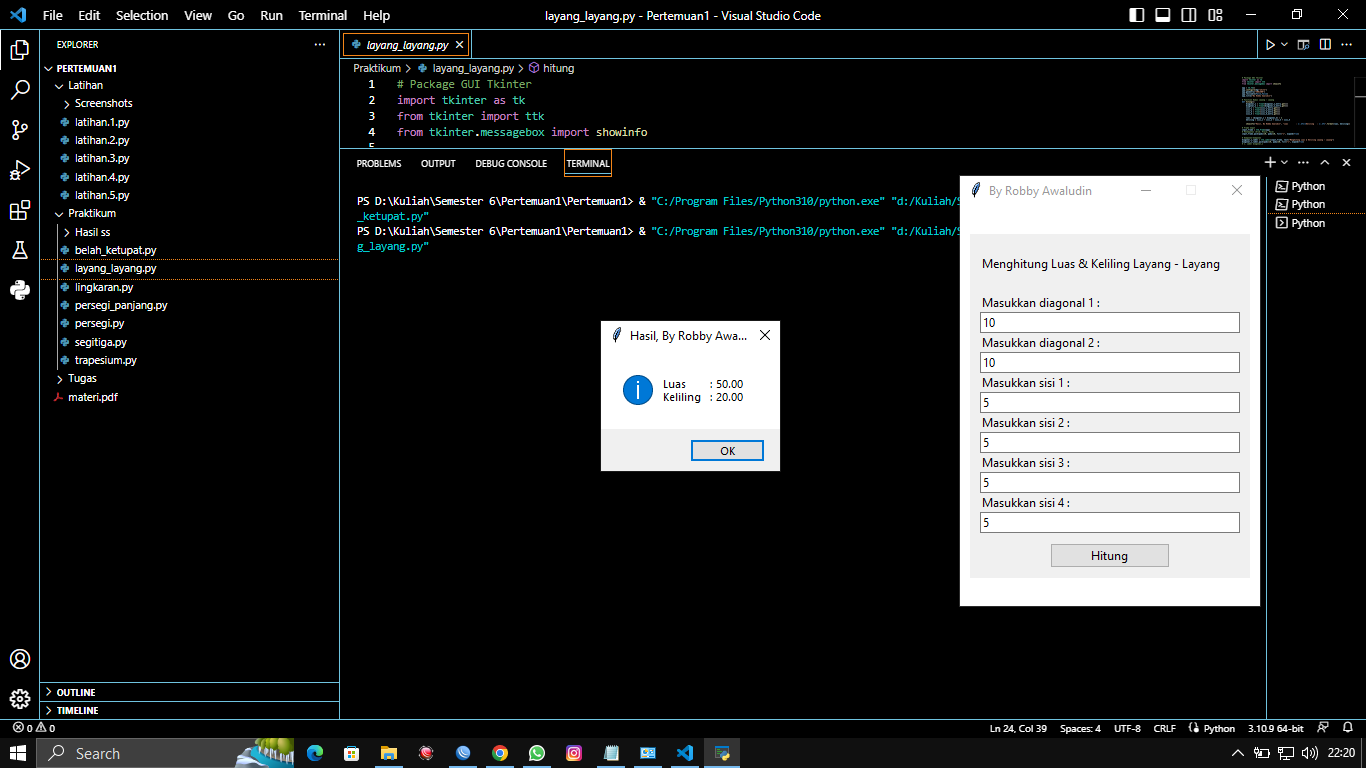 File Edit Selection View Go Run Terminal Help
layang_layang.py - Pertemuan1 - Visual Studio Code
EXPLORER
PERTEMUAN1
Latihan
Screenshots
latihan.1.py
latihan.2.py
latihan.3.py
latihan.4.py
latihan.5.py
Praktikum
Hasil ss
belah_ketupat.py
layang_layang.py
lingkaran.py
persegi_panjang.py
persegi.py
segitiga.py
trapesium.py
Tugas
materi.pdf
OUTLINE
TIMELINE
layang_layang.py
Praktikum > layang_layang.py > hitung
1 # Package GUI Tkinter
2 import tkinter as tk
3 from tkinter import ttk
4 from tkinter.messagebox import showinfo
PROBLEMS OUTPUT DEBUG CONSOLE TERMINAL
PS D:\Kuliah\Semester 6\Pertemuan1\Pertemuan1> & "C:/Program Files/Python310/python.exe" "d:/Kuliah/
_ketupat.py"
PS D:\Kuliah\Semester 6\Pertemuan1\Pertemuan1> & "C:/Program Files/Python310/python.exe" "d:/Kuliah/
g_layang.py"
Python
Python
Python
Hasil, By Robby Awa...
Luas : 50.00
Keliling : 20.00
OK
By Robby Awaludin
Menghitung Luas & Keliling Layang - Layang
Masukkan diagonal 1 :
10
Masukkan diagonal 2 :
10
Masukkan sisi 1 :
5
Masukkan sisi 2 :
5
Masukkan sisi 3 :
5
Masukkan sisi 4 :
5
Hitung
0 0
Ln 24, Col 39 Spaces: 4 UTF-8 CRLF Python 3.10.9 64-bit
Search
22:20